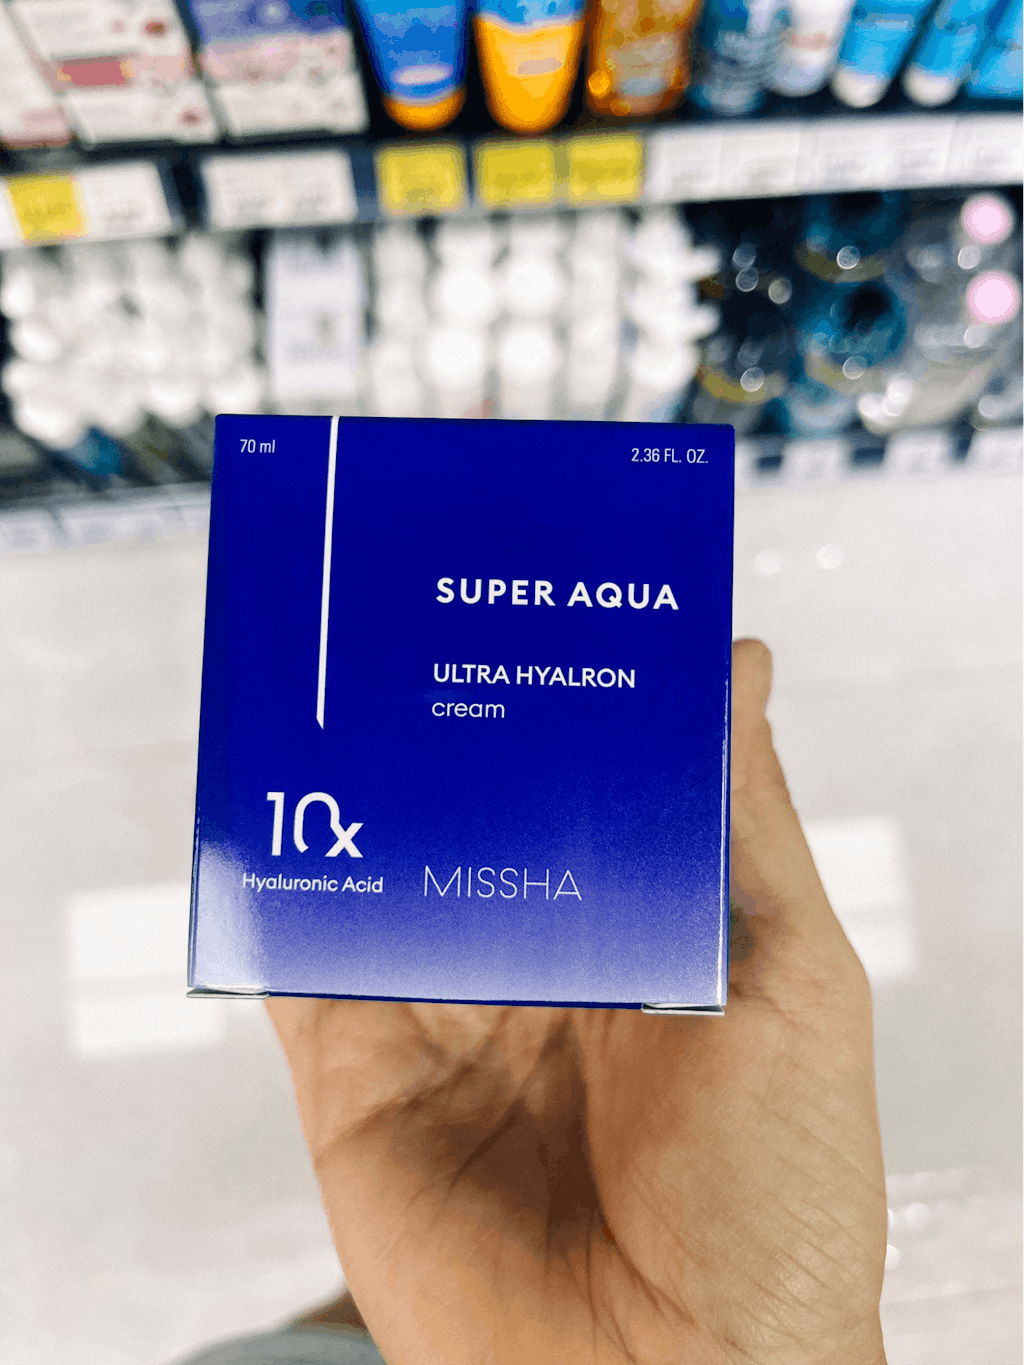 70 ml
2.36 FL. OZ.
SUPER AQUA
ULTRA HYALRON
cream
10x
Hyaluronic Acid
MISSHA